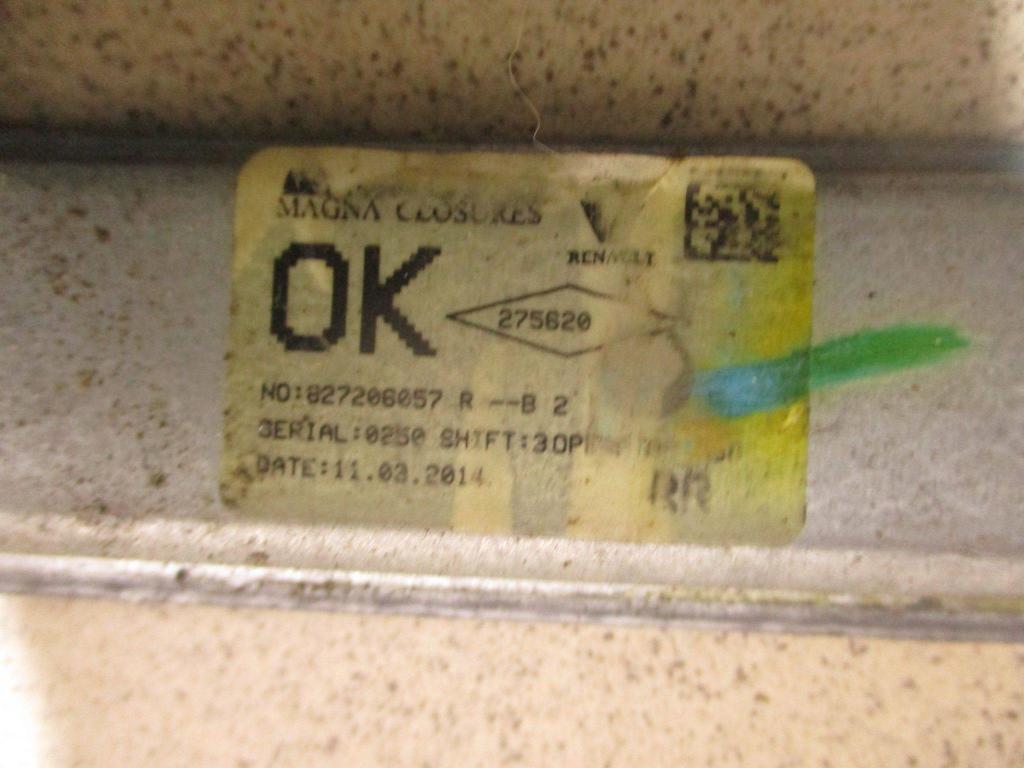 MAGNA CLOSURES
RENAULT
OK
275620
NO:827206057 R --B 2
SERIAL:0250 SHIFT:3
DATE:11.03.2014
RR